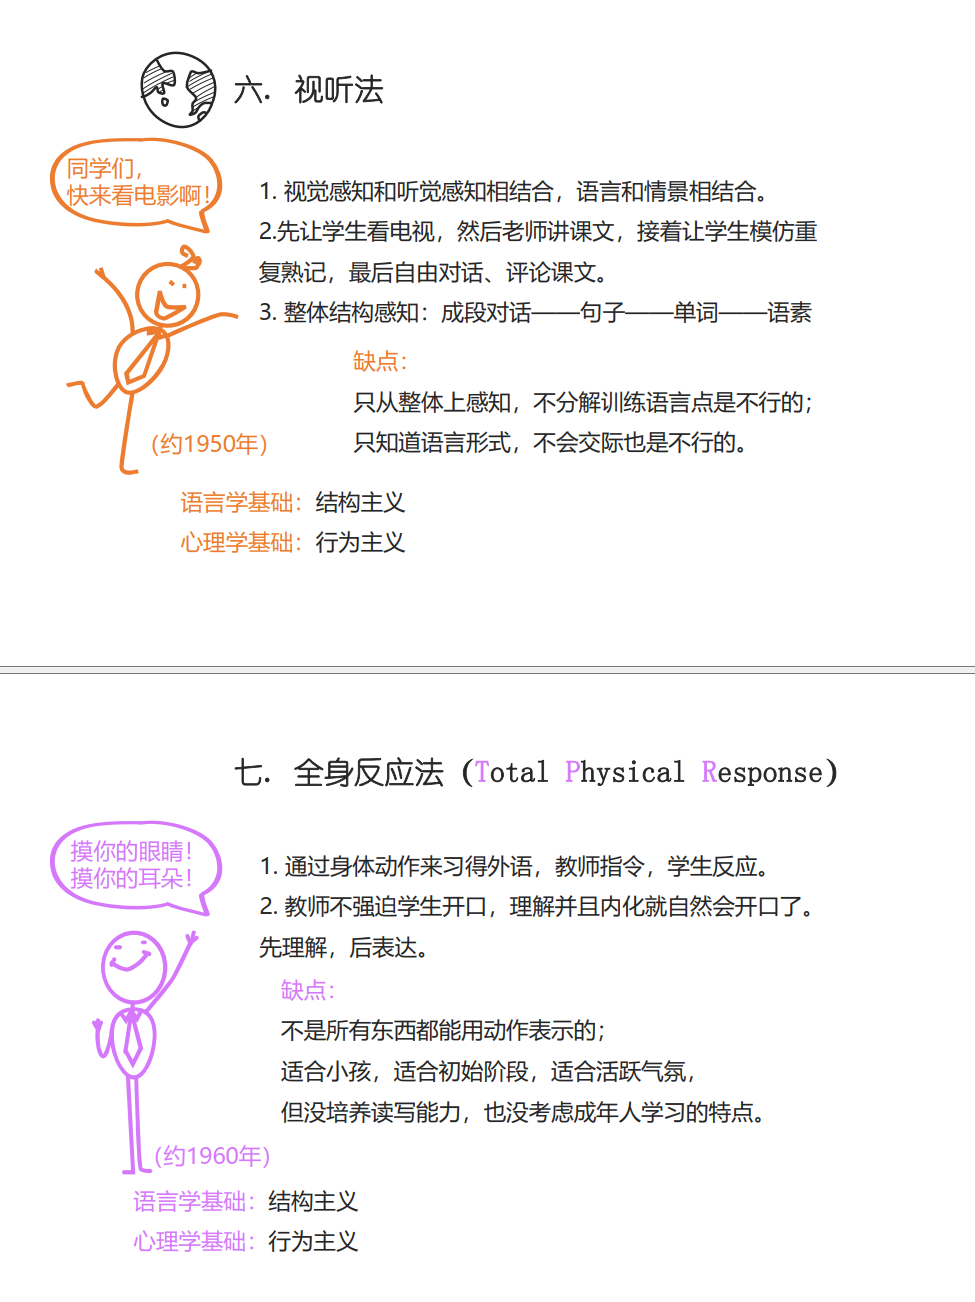 六. 视听法
同学们，
快来看电影啊！
1. 视觉感知和听觉感知相结合，语言和情景相结合。
2.先让学生看电视，然后老师讲课文，接着让学生模仿重
复熟记，最后自由对话、评论课文。
3. 整体结构感知：成段对话——句子——单词——语素
缺点：
只从整体上感知，不分解训练语言点是不行的；
只知道语言形式，不会交际也是不行的。
（约1950年）
语言学基础：结构主义
心理学基础：行为主义
七. 全身反应法（Total Physical Response）
摸你的眼睛！
摸你的耳朵！
1. 通过身体动作来习得外语，教师指令，学生反应。
2. 教师不强迫学生开口，理解并且内化就自然会开口了。
先理解，后表达。
缺点：
不是所有东西都能用动作表示的；
适合小孩，适合初始阶段，适合活跃气氛，
但没培养读写能力，也没考虑成年人学习的特点。
（约1960年）
语言学基础：结构主义
心理学基础：行为主义